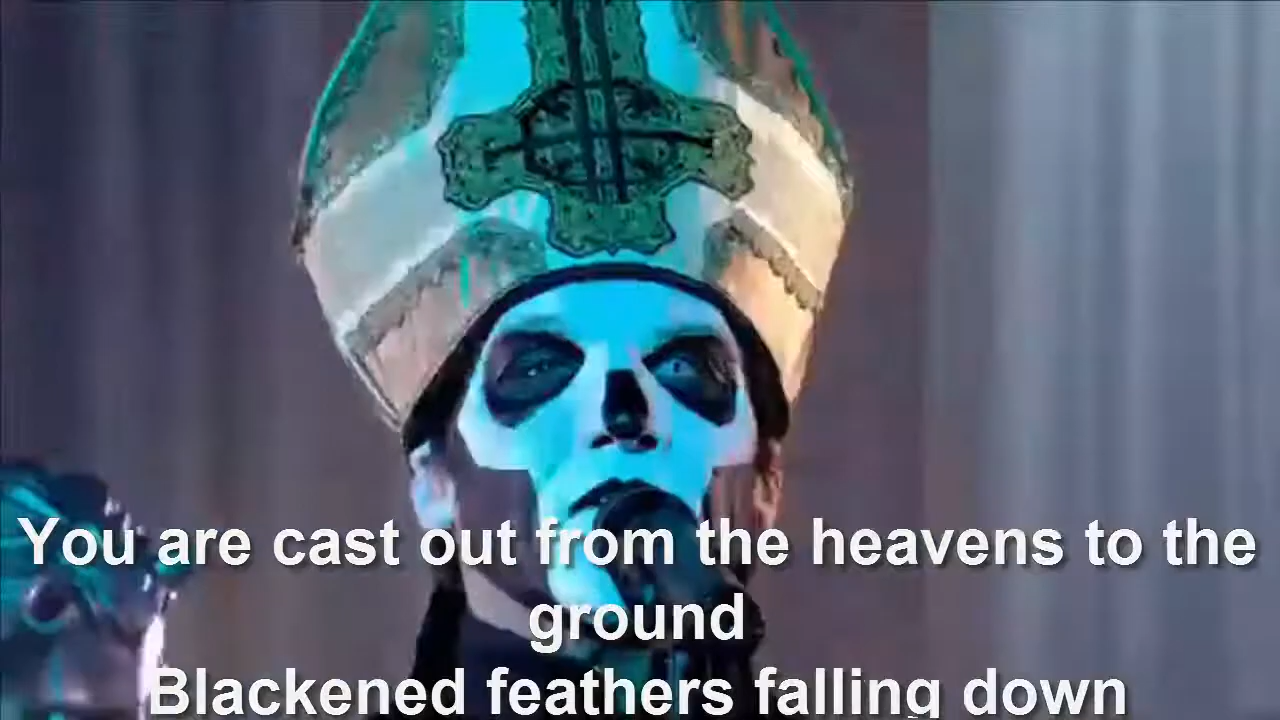 You are cast out from the heavens to the
ground
Blackened feathers falling down